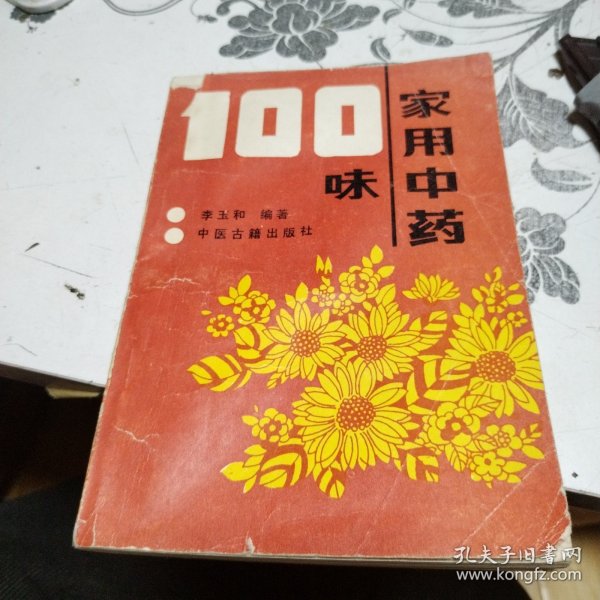 100
味
家用中药
李玉和 编著
中医古籍出版社
孔夫子旧书网
www.kongfz.com